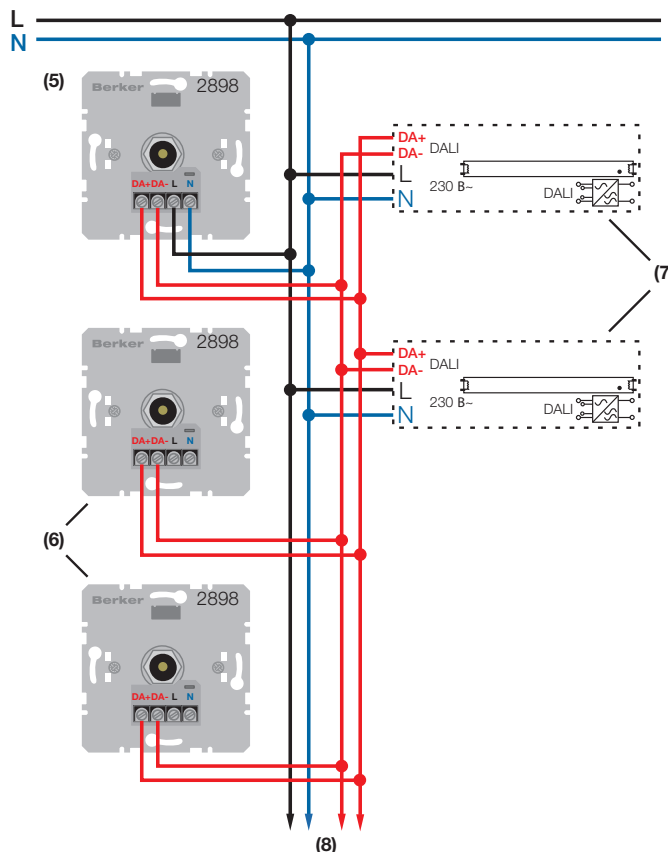 L
N
(5)
Berker 2898
DA+ DA- L N
DA+
DA- DALI
L
N 230 В~
DALI
(7)
Berker 2898
DA+ DA- L N
DA+
DA- DALI
L
N 230 В~
DALI
(6)
Berker 2898
DA+ DA- L N
(8)